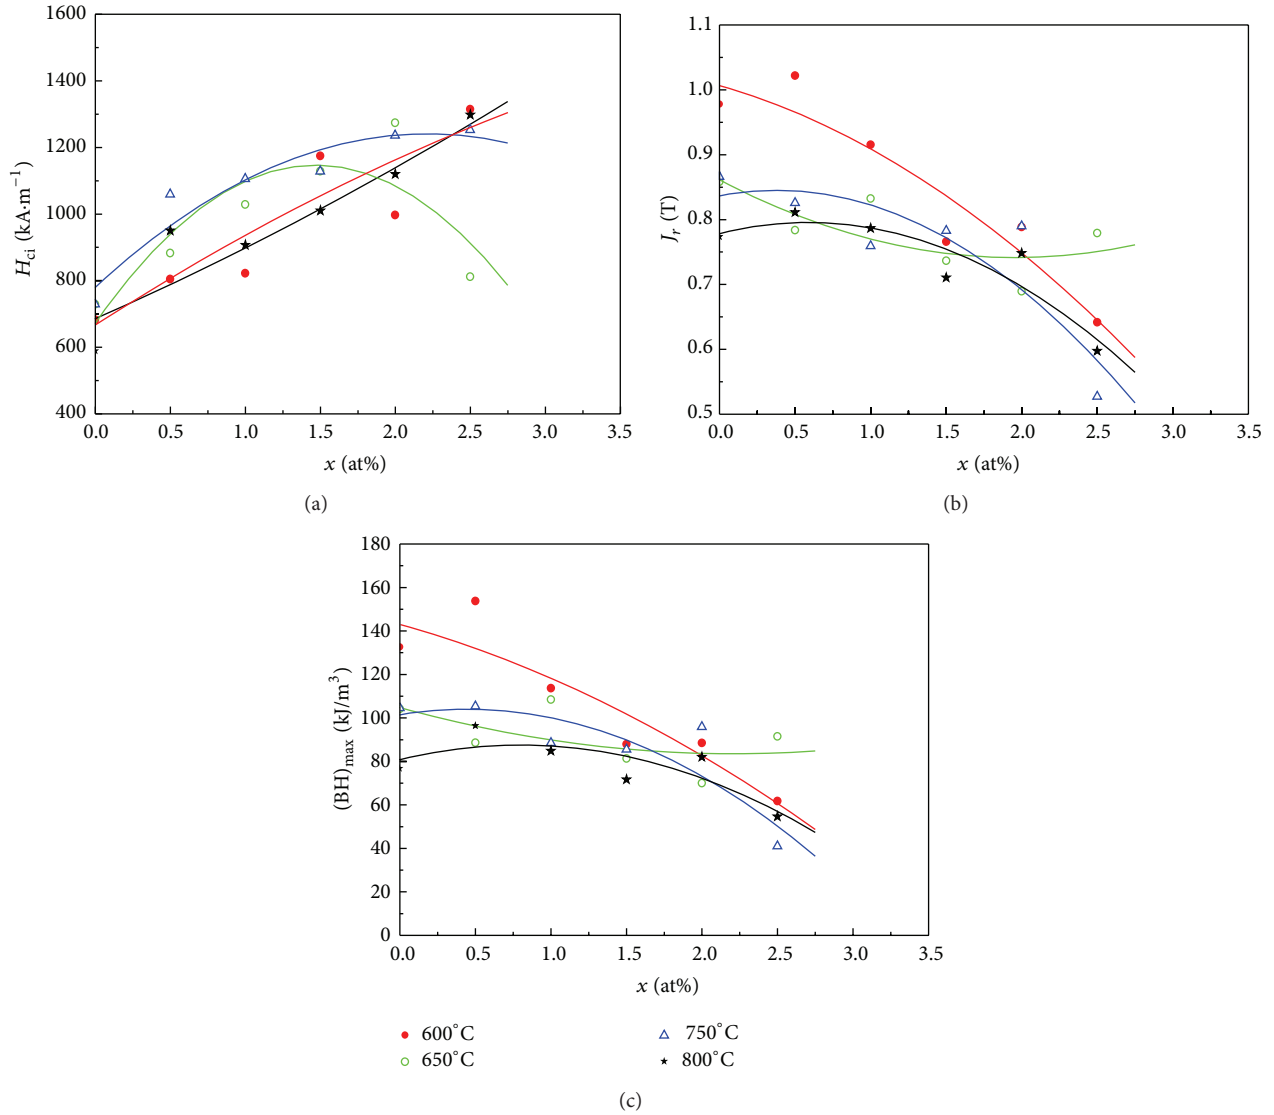 1600
1400
1200
1000
800
600
400
H_ci (kA·m⁻¹)
0.0 0.5 1.0 1.5 2.0 2.5 3.0 3.5
x (at%)
(a)
1.1
1.0
0.9
0.8
0.7
0.6
0.5
J_r (T)
0.0 0.5 1.0 1.5 2.0 2.5 3.0 3.5
x (at%)
(b)
180
160
140
120
100
80
60
40
20
0
(BH)_max (kJ/m³)
0.0 0.5 1.0 1.5 2.0 2.5 3.0 3.5
x (at%)
600°C 750°C
650°C 800°C
(c)